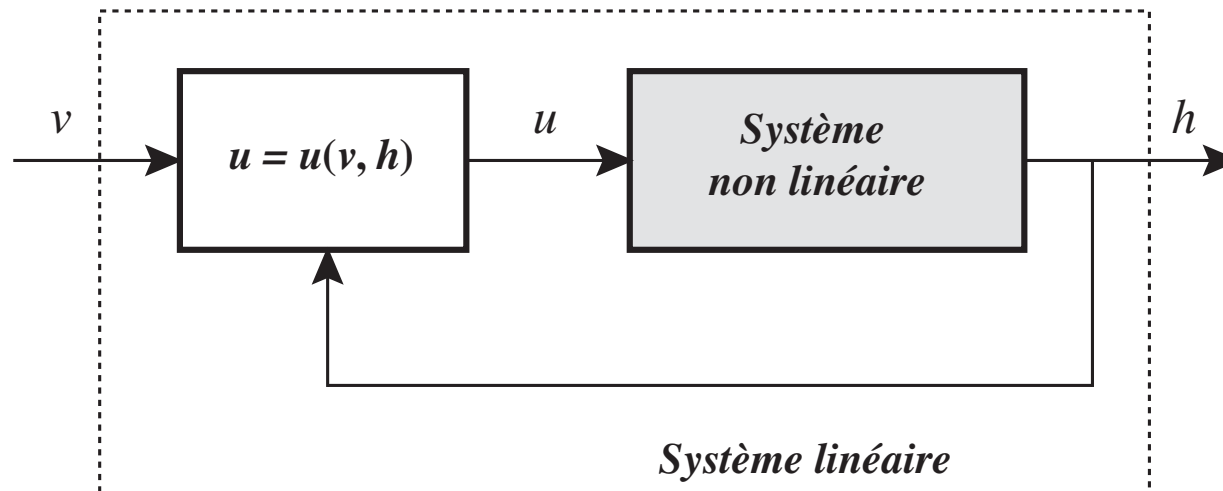 v
u = u(v, h)
u
Système
non linéaire
h
Système linéaire